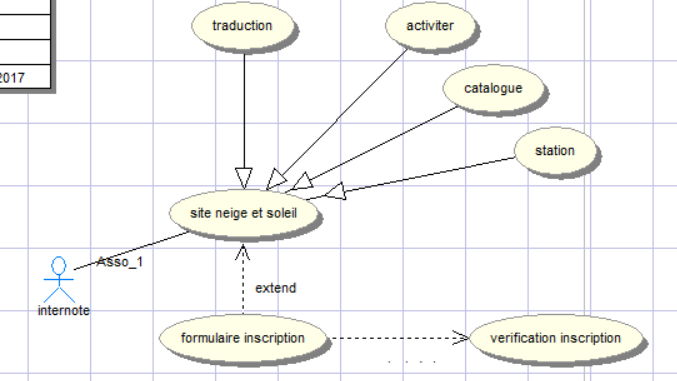 traduction
activiter
2017
catalogue
station
site neige et soleil
Asso_1
extend
internote
formulaire inscription
verification inscription